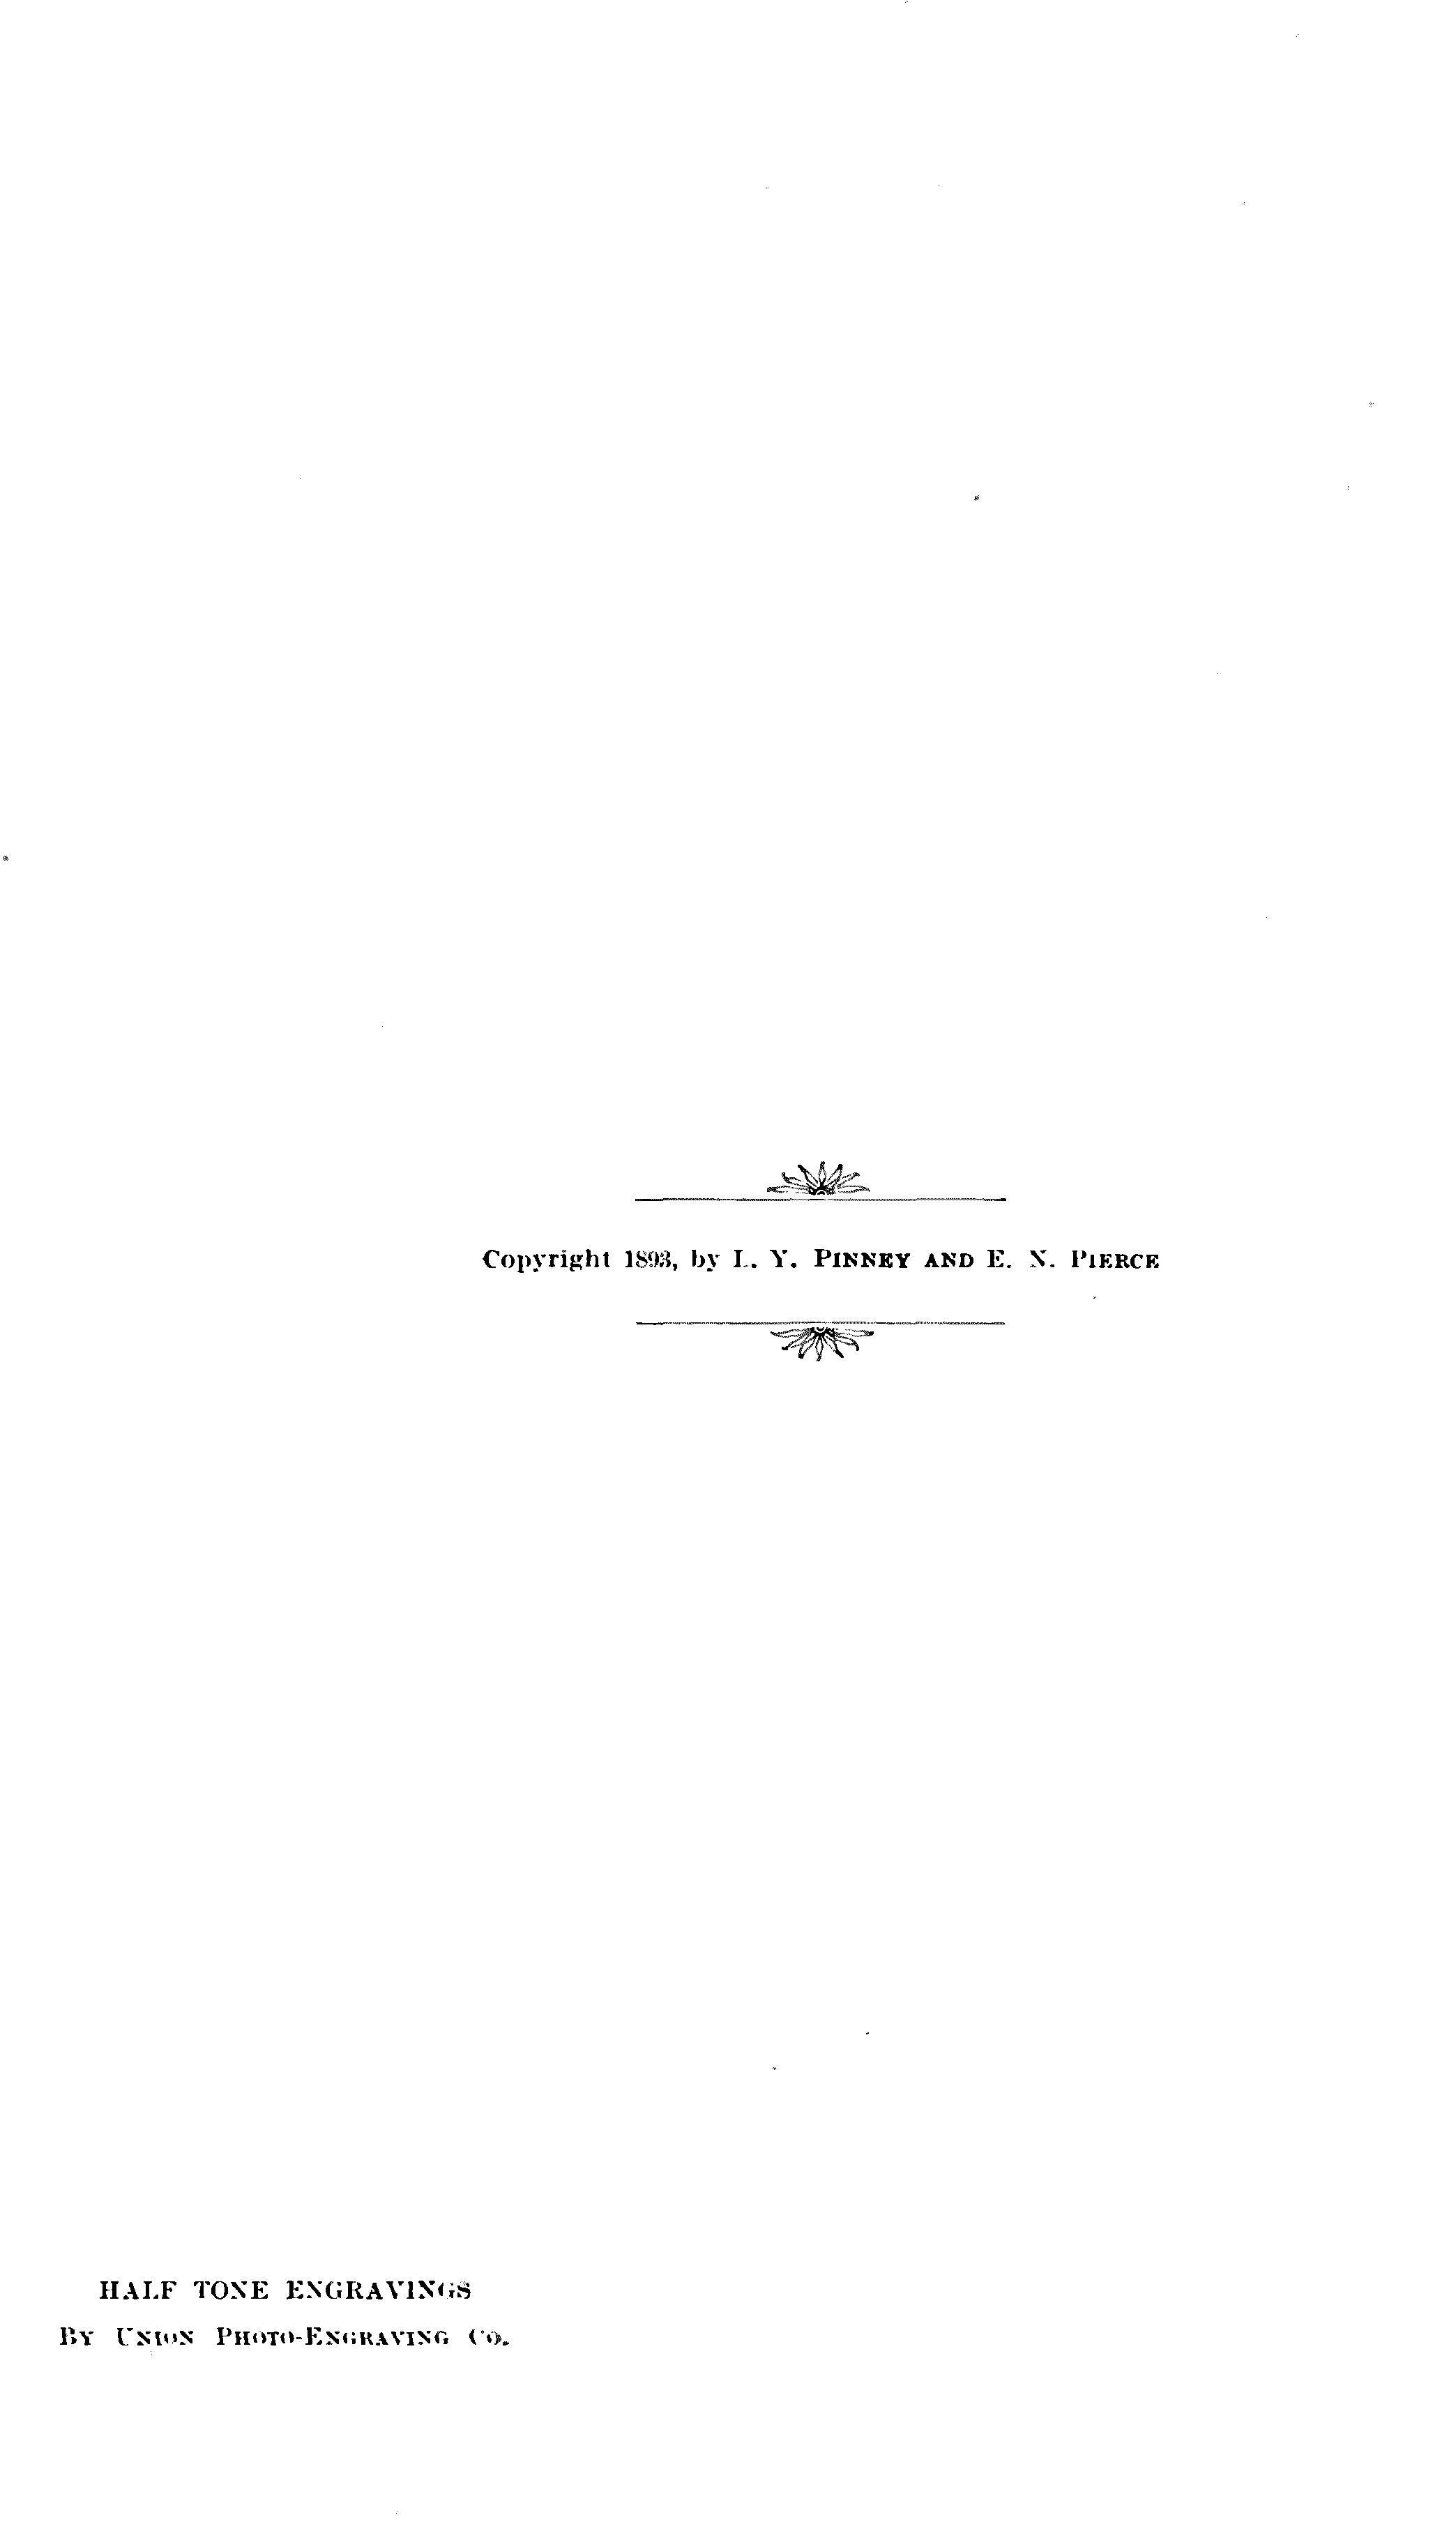 Copyright 1893, by L. Y. PINNEY AND E. N. PIERCE
HALF TONE ENGRAVINGS
BY UNION PHOTO-ENGRAVING CO.